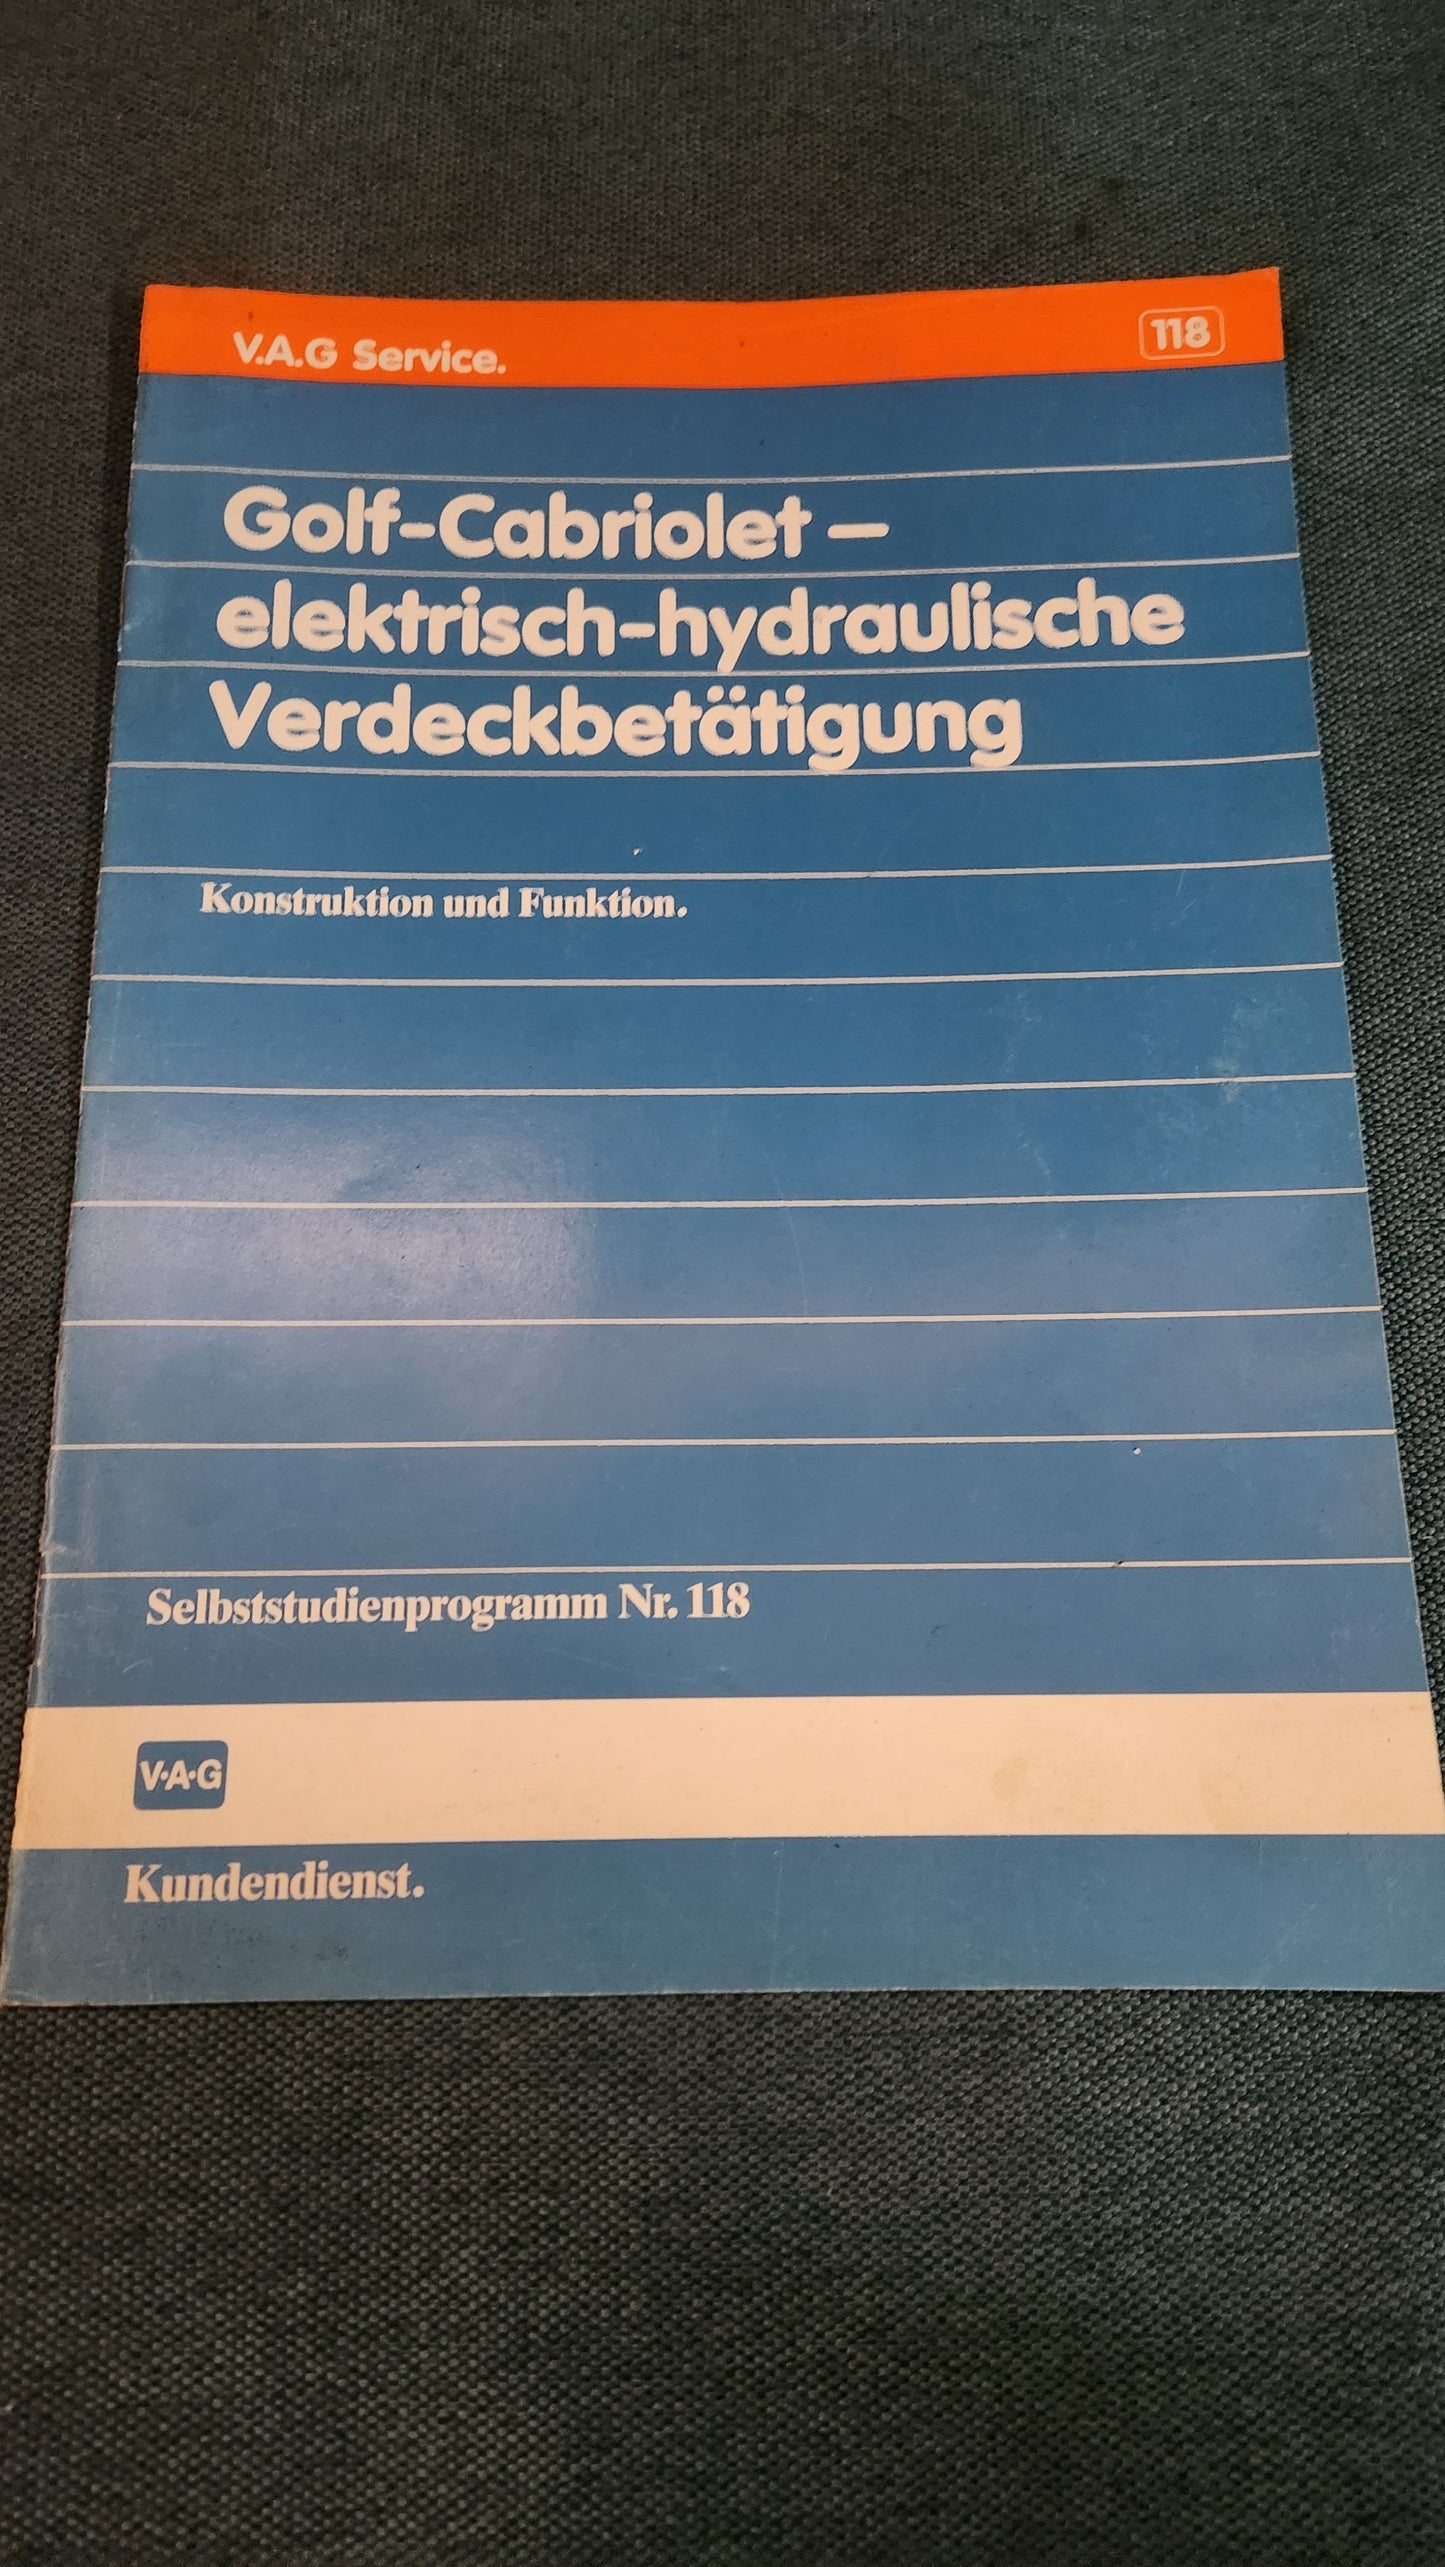 V.A.G Service.
118
Golf-Cabriolet –
elektrisch-hydraulische
Verdeckbetätigung
Konstruktion und Funktion.
Selbststudienprogramm Nr. 118
V·A·G
Kundendienst.